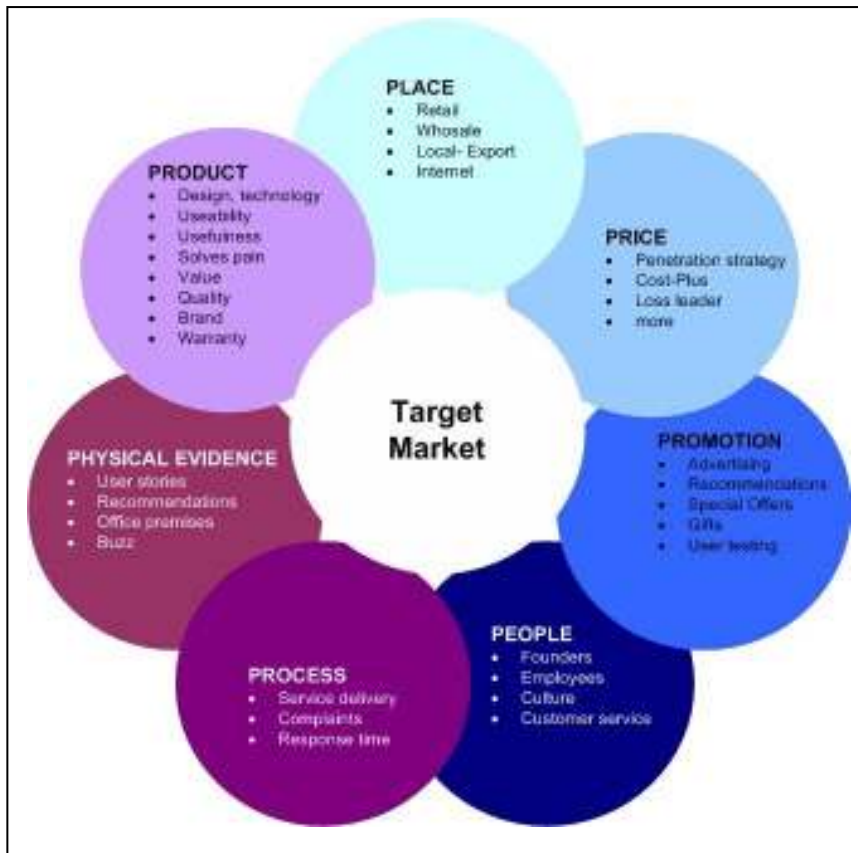 PLACE
• Retail
• Whosale
• Local- Export
• Internet
PRICE
• Penetration strategy
• Cost-Plus
• Loss leader
• more
PROMOTION
• Advertising
• Recommendations
• Special Offers
• Gifts
• User testing
PEOPLE
• Founders
• Employees
• Culture
• Customer service
PROCESS
• Service delivery
• Complaints
• Response time
PHYSICAL EVIDENCE
• User stories
• Recommendations
• Office premises
• Buzz
PRODUCT
• Design, technology
• Useability
• Usefulness
• Solves pain
• Value
• Quality
• Brand
• Warranty
Target
Market